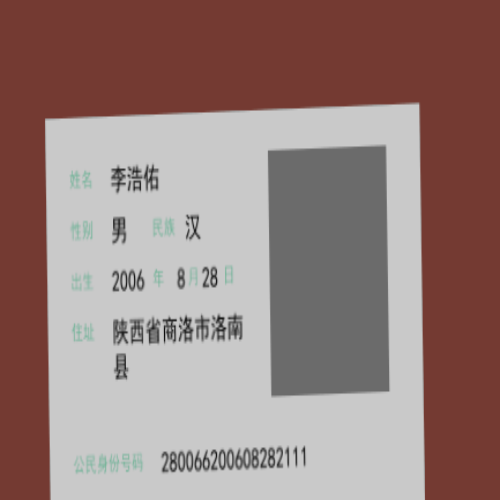 姓名 李浩佑
性别 男 民族 汉
出生 2006 年 8 月 28 日
住址 陕西省商洛市洛南
县
公民身份号码 280066200608282111